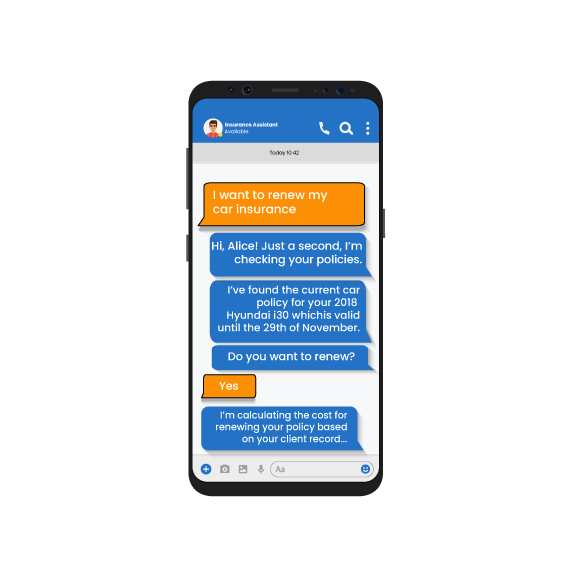 Insurance Assistant
Available
Today 10:42
I want to renew my
car insurance
Hi, Alice! Just a second, I'm
checking your policies.
I've found the current car
policy for your 2018
Hyundai i30 whichis valid
until the 29th of November.
Do you want to renew?
Yes
I'm calculating the cost for
renewing your policy based
on your client record...
Aa